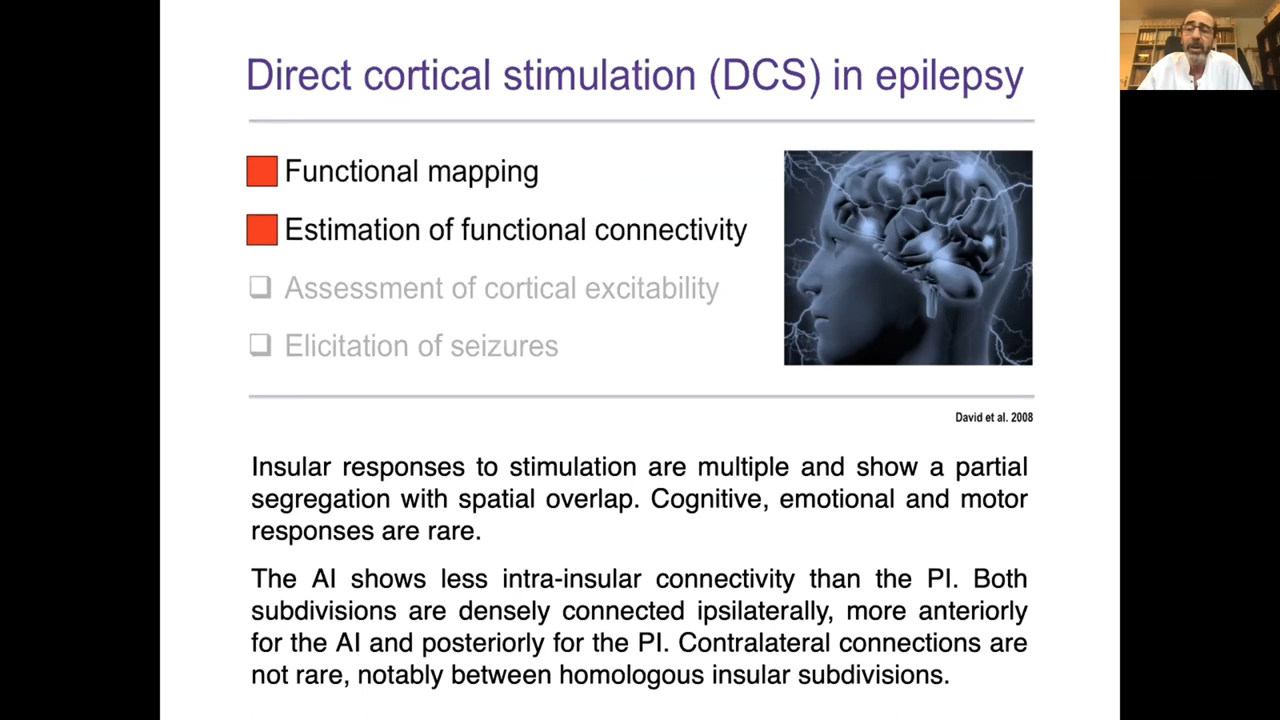 Direct cortical stimulation (DCS) in epilepsy
Functional mapping
Estimation of functional connectivity
Assessment of cortical excitability
Elicitation of seizures
David et al. 2008
Insular responses to stimulation are multiple and show a partial
segregation with spatial overlap. Cognitive, emotional and motor
responses are rare.
The AI shows less intra-insular connectivity than the PI. Both
subdivisions are densely connected ipsilaterally, more anteriorly
for the AI and posteriorly for the PI. Contralateral connections are
not rare, notably between homologous insular subdivisions.